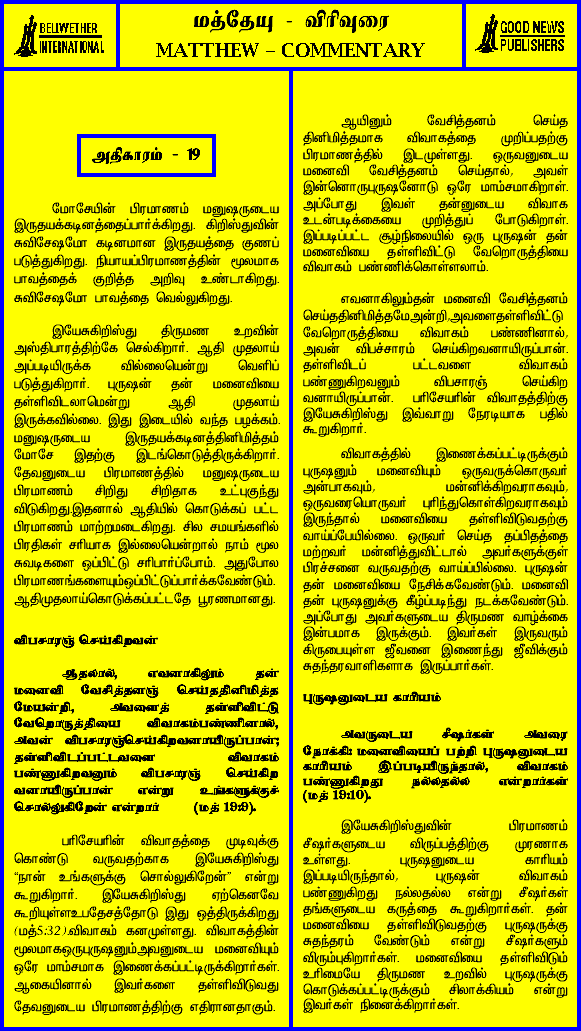 BELIWETHER
INTERNATIONAL
மத்தேயு - விரிவுரை
MATTHEW – COMMENTARY
GOOD NEWS
PUBLISHERS
அதிகாரம் - 19
மோசேயின் பிரமாணம் மனுஷருடைய
இருதயக்கடினத்தைப்பார்க்கிறது. கிறிஸ்துவின்
சுவிசேஷமோ கடினமான இருதயத்தை குணப்
படுத்துகிறது. நியாயப்பிரமாணத்தின் மூலமாக
பாவத்தைக் குறித்த அறிவு உண்டாகிறது.
சுவிசேஷமோ பாவத்தை வெல்லுகிறது.
இயேசுகிறிஸ்து திருமண உறவின்
அஸ்திபாரத்திற்கே செல்கிறார். ஆதி முதலாய்
அப்படியிருக்க வில்லையென்று வெளிப்
படுத்துகிறார். புருஷன் தன் மனைவியை
தள்ளிவிடலாமென்று ஆதி முதலாய்
இருக்கவில்லை. இது இடையில் வந்த பழக்கம்.
மனுஷருடைய இருதயக்கடினத்தினிமித்தம்
மோசே இதற்கு இடங்கொடுத்திருக்கிறார்.
தேவனுடைய பிரமாணத்தில் மனுஷருடைய
பிரமாணம் சிறிது சிறிதாக உட்புகுந்து
விடுகிறது.இதனால் ஆதியில் கொடுக்கப் பட்ட
பிரமாணம் மாற்றமடைகிறது. சில சமயங்களில்
பிரதிகள் சரியாக இல்லையென்றால் நாம் மூல
சுவடிகளை ஒப்பிட்டு சரிபார்ப்போம். அதுபோல
பிரமாணங்களையும்ஒப்பிட்டுப்பார்க்கவேண்டும்.
ஆதிமுதலாய்கொடுக்கப்பட்டதே பூரணமானது.
விபசாரஞ் செய்கிறவன்
ஆதலால், எவனாகிலும் தன்
மனைவி வேசித்தனஞ் செய்ததினிமித்த
மேயன்றி, அவளைத் தள்ளிவிட்டு
வேறொருத்தியை விவாகம்பண்ணினால்,
அவன் விபசாரஞ்செய்கிறவனாயிருப்பான்;
தள்ளிவிடப்பட்டவளை விவாகம்
பண்ணுகிறவனும் விபசாரஞ் செய்கிற
வனாயிருப்பான் என்று உங்களுக்குச்
சொல்லுகிறேன் என்றார் (மத் 19:9).
பரிசேயரின் விவாதத்தை முடிவுக்கு
கொண்டு வருவதற்காக இயேசுகிறிஸ்து
"நான் உங்களுக்கு சொல்லுகிறேன்" என்று
கூறுகிறார். இயேசுகிறிஸ்து ஏற்கெனவே
கூறியுள்ளஉபதேசத்தோடு இது ஒத்திருக்கிறது
(மத்5:32).விவாகம் கனமுள்ளது. விவாகத்தின்
மூலமாகஒருபுருஷனும்அவனுடைய மனைவியும்
ஒரே மாம்சமாக இணைக்கப்பட்டிருக்கிறார்கள்.
ஆகையினால் இவர்களை தள்ளிவிடுவது
தேவனுடைய பிரமாணத்திற்கு எதிரானதாகும்.
ஆயினும் வேசித்தனம் செய்த
தினிமித்தமாக விவாகத்தை முறிப்பதற்கு
பிரமாணத்தில் இடமுள்ளது. ஒருவனுடைய
மனைவி வேசித்தனம் செய்தால், அவள்
இன்னொருபுருஷனோடு ஒரே மாம்சமாகிறாள்.
அப்போது இவள் தன்னுடைய விவாக
உடன்படிக்கையை முறித்துப் போடுகிறாள்.
இப்படிப்பட்ட சூழ்நிலையில் ஒரு புருஷன் தன்
மனைவியை தள்ளிவிட்டு வேறொருத்தியை
விவாகம் பண்ணிக்கொள்ளலாம்.
எவனாகிலும்தன் மனைவி வேசித்தனம்
செய்ததினிமித்தமேஅன்றி,அவளைதள்ளிவிட்டு
வேறொருத்தியை விவாகம் பண்ணினால்,
அவன் விபச்சாரம் செய்கிறவனாயிருப்பான்.
தள்ளிவிடப் பட்டவளை விவாகம்
பண்ணுகிறவனும் விபசாரஞ் செய்கிற
வனாயிருப்பான். பரிசேயரின் விவாதத்திற்கு
இயேசுகிறிஸ்து இவ்வாறு நேரடியாக பதில்
கூறுகிறார்.
விவாகத்தில் இணைக்கப்பட்டிருக்கும்
புருஷனும் மனைவியும் ஒருவருக்கொருவர்
அன்பாகவும், மன்னிக்கிறவராகவும்,
ஒருவரையொருவர் புரிந்துகொள்கிறவராகவும்
இருந்தால் மனைவியை தள்ளிவிடுவதற்கு
வாய்ப்பேயில்லை. ஒருவர் செய்த தப்பிதத்தை
மற்றவர் மன்னித்துவிட்டால் அவர்களுக்குள்
பிரச்சனை வருவதற்கு வாய்ப்பில்லை. புருஷன்
தன் மனைவியை நேசிக்கவேண்டும். மனைவி
தன் புருஷனுக்கு கீழ்ப்படிந்து நடக்கவேண்டும்.
அப்போது அவர்களுடைய திருமண வாழ்க்கை
இன்பமாக இருக்கும். இவர்கள் இருவரும்
கிருபையுள்ள ஜீவனை இணைந்து ஜீவிக்கும்
சுதந்தரவாளிகளாக இருப்பார்கள்.
புருஷனுடைய காரியம்
அவருடைய சீஷர்கள் அவரை
நோக்கி: மனைவியைப் பற்றி புருஷனுடைய
காரியம் இப்படியிருந்தால், விவாகம்
பண்ணுகிறது நல்லதல்ல என்றார்கள்
(மத் 19:10).
இயேசுகிறிஸ்துவின் பிரமாணம்
சீஷர்களுடைய விருப்பத்திற்கு முரணாக
உள்ளது. புருஷனுடைய காரியம்
இப்படியிருந்தால், புருஷன் விவாகம்
பண்ணுகிறது நல்லதல்ல என்று சீஷர்கள்
தங்களுடைய கருத்தை கூறுகிறார்கள். தன்
மனைவியை தள்ளிவிடுவதற்கு புருஷருக்கு
சுதந்தரம் வேண்டும் என்று சீஷர்களும்
விரும்புகிறார்கள். மனைவியை தள்ளிவிடும்
உரிமையே திருமண உறவில் புருஷருக்கு
கொடுக்கப்பட்டிருக்கும் சிலாக்கியம் என்று
இவர்கள் நினைக்கிறார்கள்.